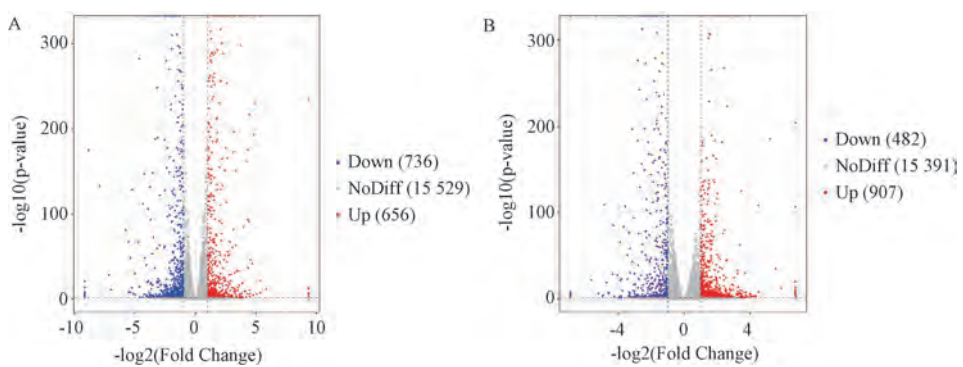 A
300
200
100
0
-10
-5
0
5
10
-log10(p-value)
-log2(Fold Change)
Down (736)
NoDiff (15 529)
Up (656)
B
300
200
100
0
-4
0
4
-log10(p-value)
-log2(Fold Change)
Down (482)
NoDiff (15 391)
Up (907)